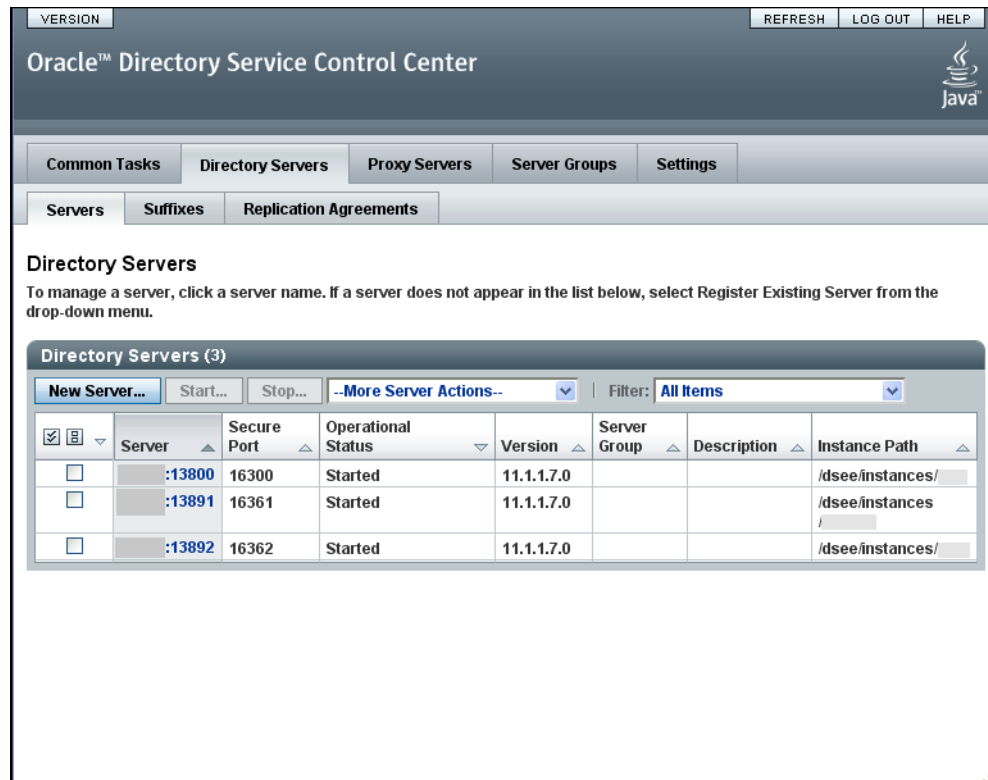 VERSION REFRESH LOG OUT HELP
Oracle™ Directory Service Control Center
Java™
Common Tasks Directory Servers Proxy Servers Server Groups Settings
Servers Suffixes Replication Agreements
Directory Servers
To manage a server, click a server name. If a server does not appear in the list below, select Register Existing Server from the
drop-down menu.
Directory Servers (3)
New Server... Start... Stop... --More Server Actions-- | Filter: All Items
Server Secure Port Operational Status Version Server Group Description Instance Path
:13800 16300 Started 11.1.1.7.0 /dsee/instances/
:13891 16361 Started 11.1.1.7.0 /dsee/instances
/
:13892 16362 Started 11.1.1.7.0 /dsee/instances/